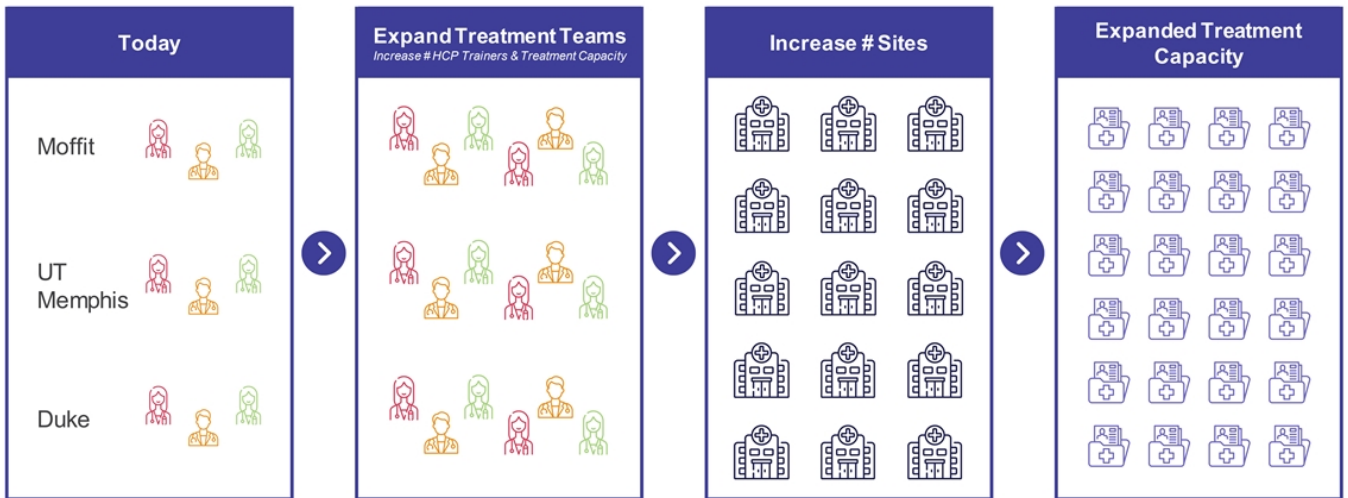 Today
Moffit
UT
Memphis
Duke
Expand Treatment Teams
Increase # HCP Trainers & Treatment Capacity
Increase # Sites
Expanded Treatment
Capacity